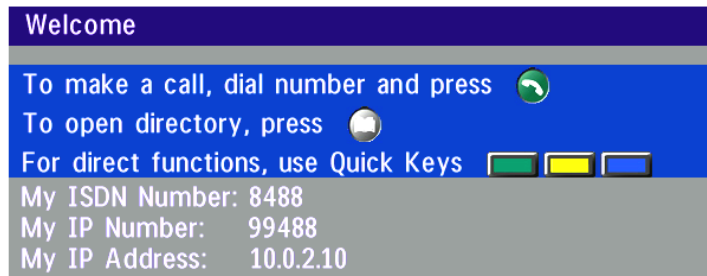 Welcome
To make a call, dial number and press
To open directory, press
For direct functions, use Quick Keys
My ISDN Number: 8488
My IP Number: 99488
My IP Address: 10.0.2.10